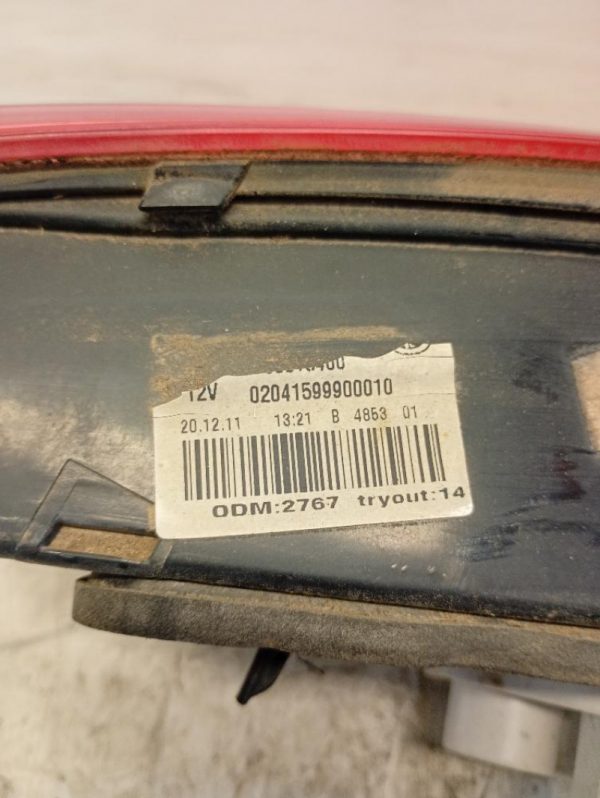 12V 02041599900010
20.12.11 13:21 B 4853 01
ODM:2767 tryout:14